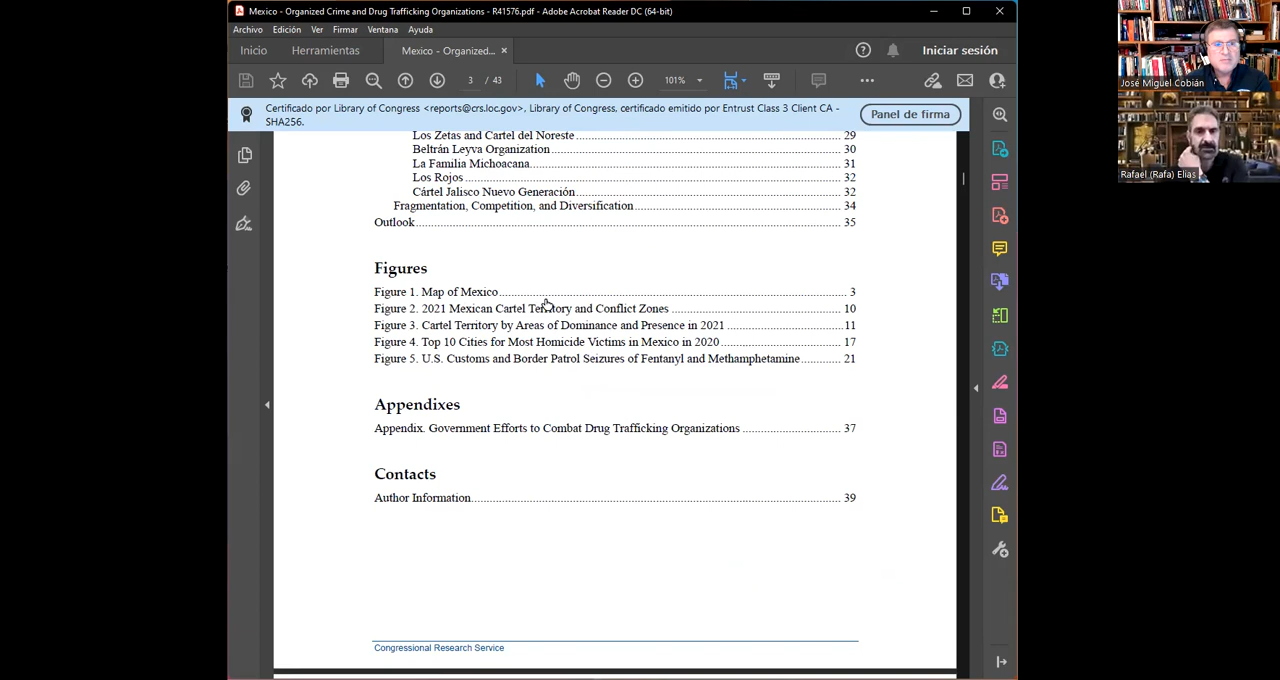 Mexico - Organized Crime and Drug Trafficking Organizations - R41576.pdf - Adobe Acrobat Reader DC (64-bit)
Archivo Edición Ver Firmar Ventana Ayuda
Inicio Herramientas Mexico - Organized... × Iniciar sesión
3 / 43 101%
Certificado por Library of Congress <reports@crs.loc.gov>, Library of Congress, certificado emitido por Entrust Class 3 Client CA -
SHA256.
Panel de firma
Los Zetas and Cartel del Noreste 29
Beltrán Leyva Organization 30
La Familia Michoacana 31
Los Rojos 32
Cártel Jalisco Nuevo Generación 32
Fragmentation, Competition, and Diversification 34
Outlook 35
Figures
Figure 1. Map of Mexico 3
Figure 2. 2021 Mexican Cartel Territory and Conflict Zones 10
Figure 3. Cartel Territory by Areas of Dominance and Presence in 2021 11
Figure 4. Top 10 Cities for Most Homicide Victims in Mexico in 2020 17
Figure 5. U.S. Customs and Border Patrol Seizures of Fentanyl and Methamphetamine 21
Appendixes
Appendix. Government Efforts to Combat Drug Trafficking Organizations 37
Contacts
Author Information 39
Congressional Research Service
José Miguel Cobián
Rafael (Rafa) Elias